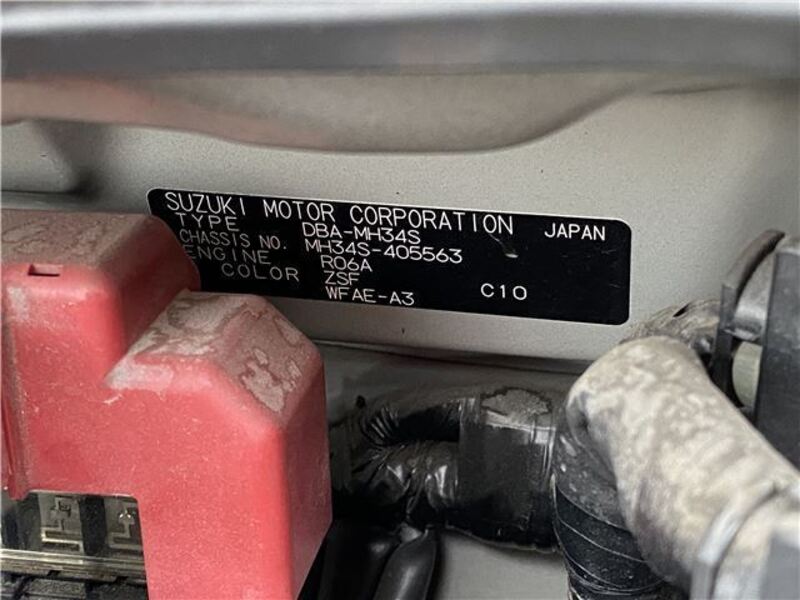 SUZUKI MOTOR CORPORATION JAPAN
TYPE DBA-MH34S
CHASSIS NO. MH34S-405563
ENGINE R06A
COLOR ZSF
WFAE-A3 C10